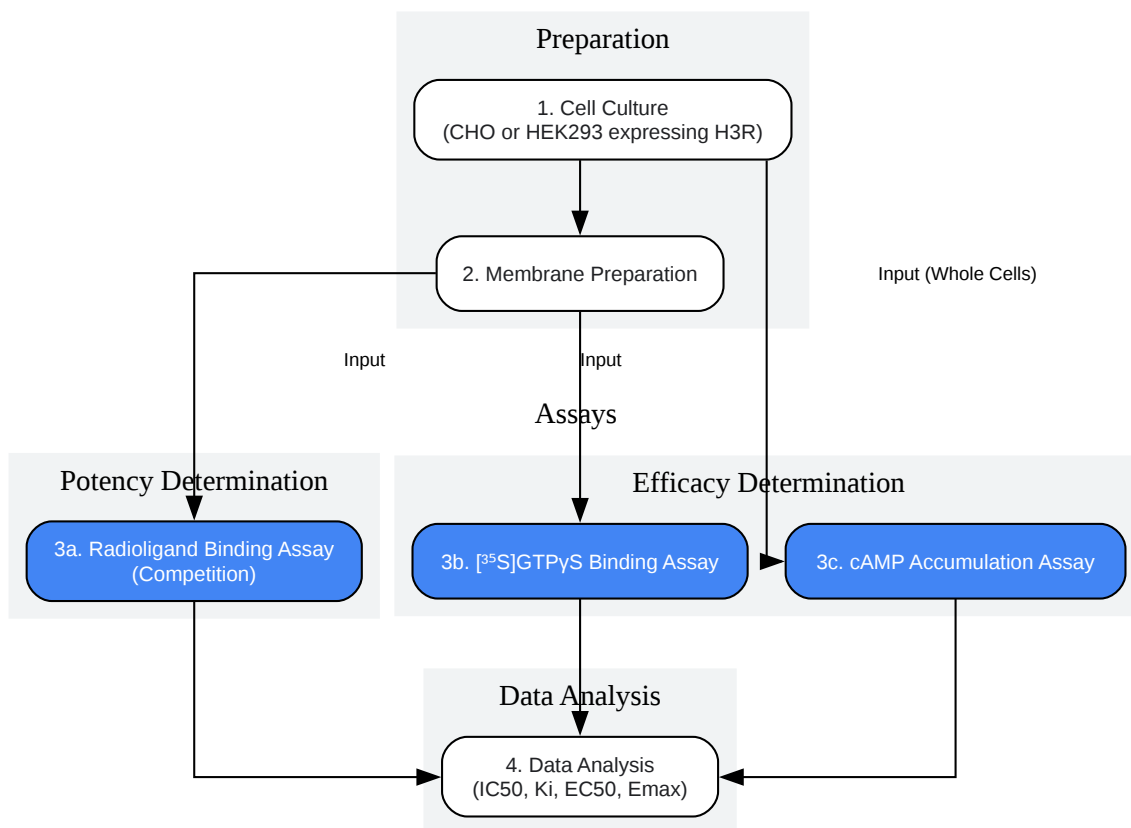 Preparation
1. Cell Culture
(CHO or HEK293 expressing H3R)
2. Membrane Preparation
Input (Whole Cells)
Input
Input
Assays
Potency Determination
Efficacy Determination
3a. Radioligand Binding Assay
(Competition)
3b. [³⁵S]GTPγS Binding Assay
3c. cAMP Accumulation Assay
Data Analysis
4. Data Analysis
(IC50, Ki, EC50, Emax)